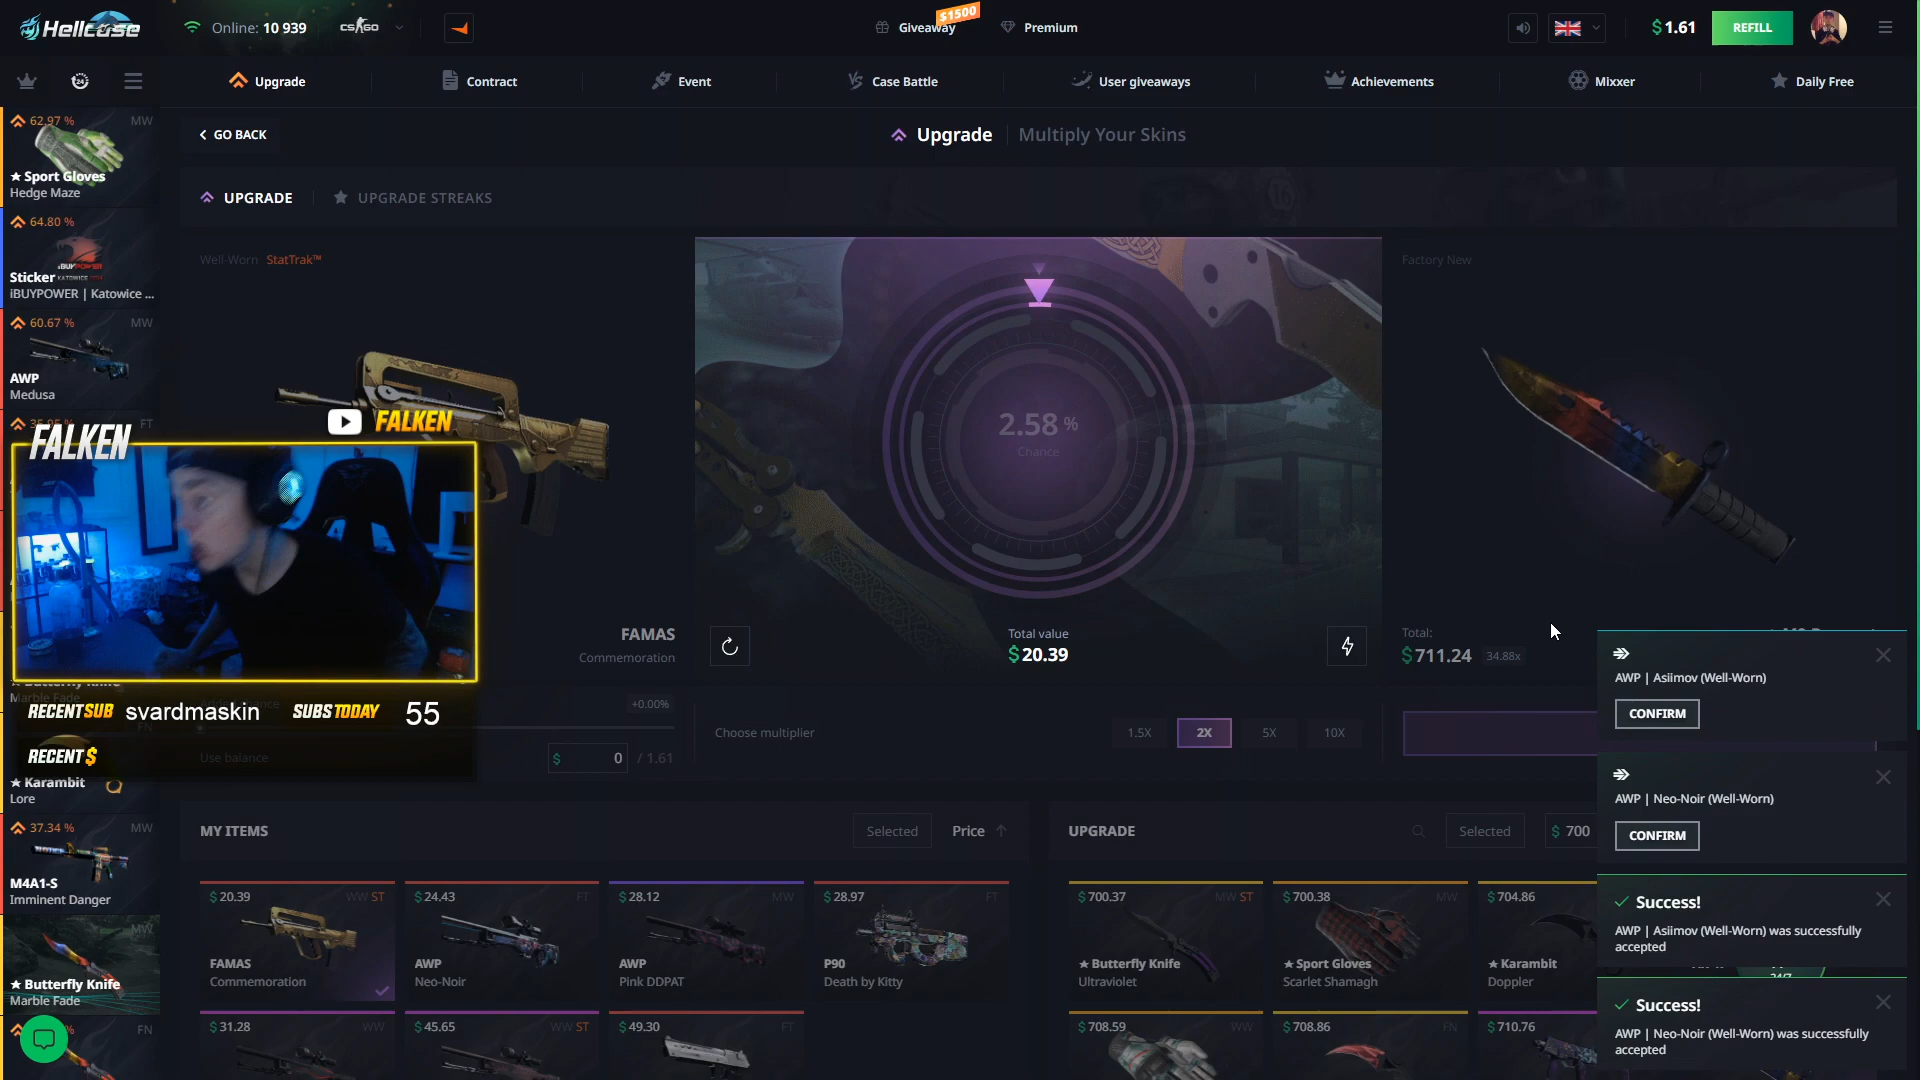 Hellcase
Online: 10 939
CS:GO
Giveaway
$1500
Premium
$ 1.61
REFILL
24
Upgrade
Contract
Event
Case Battle
User giveaways
Achievements
Mixxer
Daily Free
GO BACK
Upgrade
Multiply Your Skins
UPGRADE
UPGRADE STREAKS
62.97 %
MW
★ Sport Gloves
Hedge Maze
64.80 %
Sticker
iBUYPOWER | Katowice ...
60.67 %
MW
AWP
Medusa
FT
Well-Worn StatTrak™
FALKEN
FALKEN
FAMAS
Commemoration
2.58 %
Chance
Total value
$ 20.39
Factory New
Total:
$ 711.24
34.88x
Marble Fade
RECENT SUB svardmaskin
SUBS TODAY 55
RECENT $
+0.00%
Use balance
$ 0 / 1.61
Choose multiplier
1.5X
2X
5X
10X
★ Karambit
Lore
37.34 %
MW
M4A1-S
Imminent Danger
MW
★ Butterfly Knife
Marble Fade
FN
MY ITEMS
Selected
Price
UPGRADE
Selected
$ 700
$ 20.39
WW ST
FAMAS
Commemoration
$ 24.43
FT
AWP
Neo-Noir
$ 28.12
MW
AWP
Pink DDPAT
$ 28.97
FT
P90
Death by Kitty
$ 700.37
MW ST
★ Butterfly Knife
Ultraviolet
$ 700.38
MW
★ Sport Gloves
Scarlet Shamagh
$ 704.86
★ Karambit
Doppler
$ 31.28
WW
$ 45.65
WW ST
$ 49.30
FT
$ 708.59
WW
$ 708.86
FN
$ 710.76
AWP | Asiimov (Well-Worn)
CONFIRM
AWP | Neo-Noir (Well-Worn)
CONFIRM
Success!
AWP | Asiimov (Well-Worn) was successfully
accepted
Success!
AWP | Neo-Noir (Well-Worn) was successfully
accepted